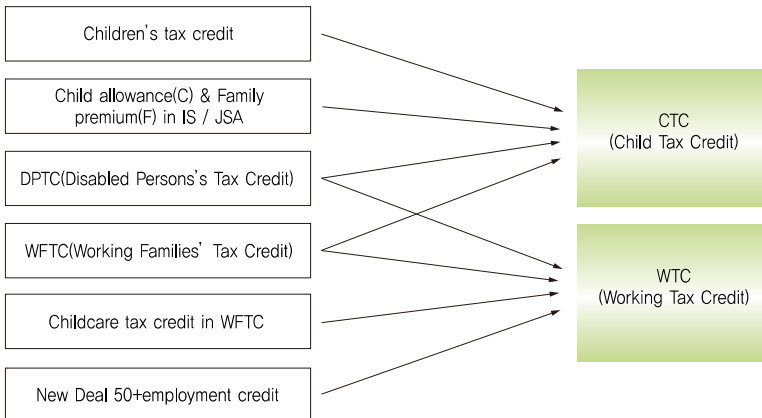 Children's tax credit
Child allowance(C) & Family
premium(F) in IS / JSA
DPTC(Disabled Persons's Tax Credit)
WFTC(Working Families' Tax Credit)
Childcare tax credit in WFTC
New Deal 50+employment credit
CTC
(Child Tax Credit)
WTC
(Working Tax Credit)